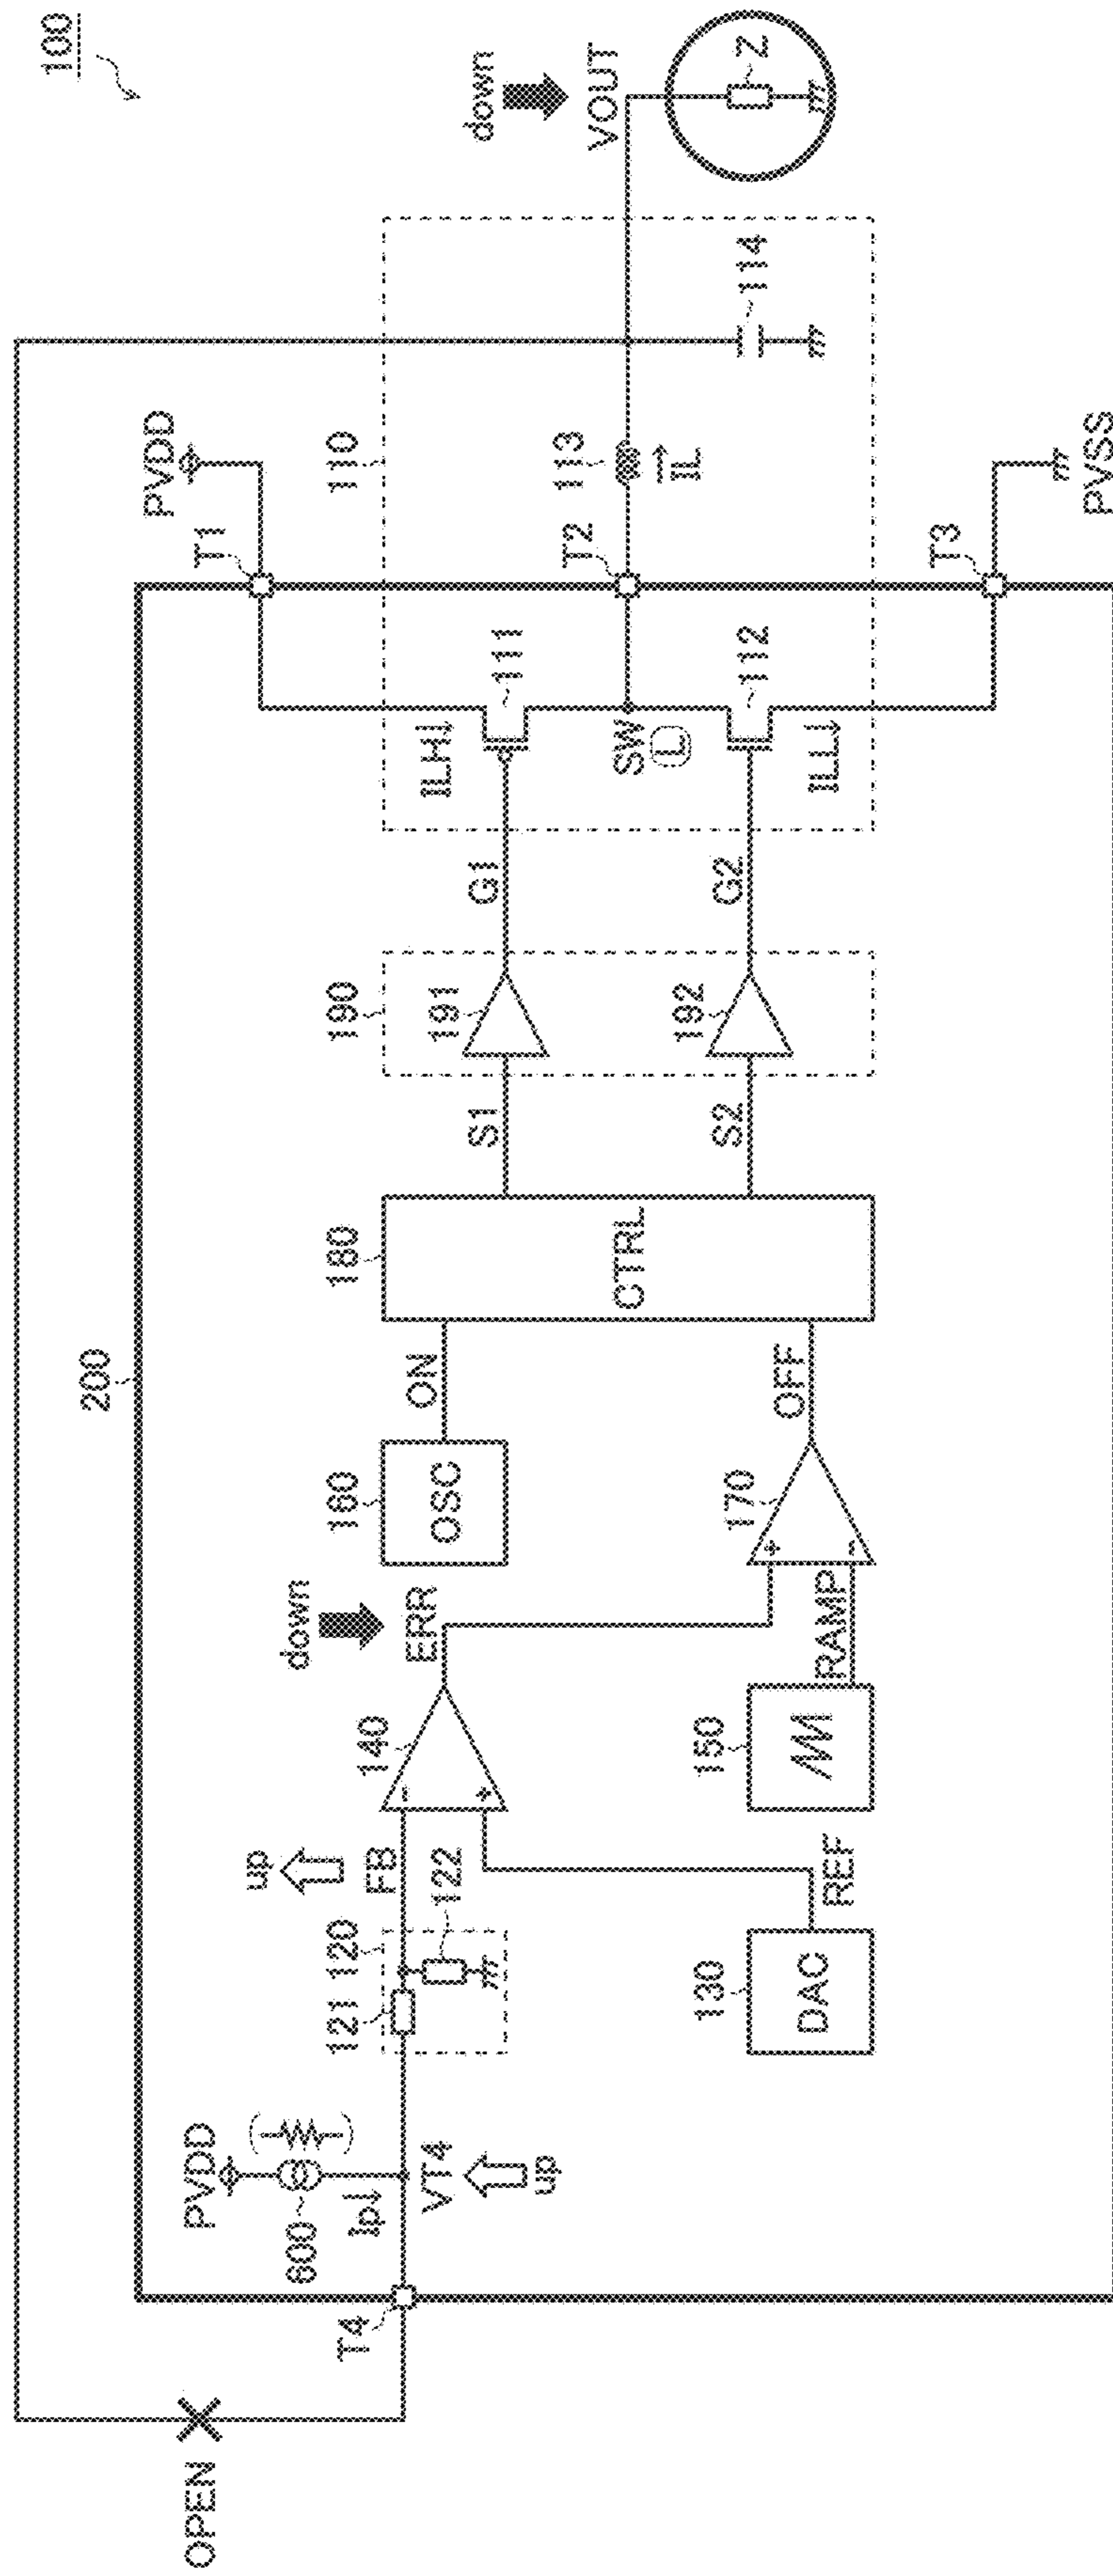 100
OPEN
T4
200
PVDD
600
Ip
VT4
up
120
121
122
up
FB
130
DAC
REF
140
down
ERR
150
RAMP
160
OSC
ON
170
+
-
-
+
OFF
180
CTRL
S1
S2
190
191
192
G1
G2
110
ILH
111
SW
L
112
ILL
T1
PVDD
T2
113
IL
T3
PVSS
114
down
VOUT
Z